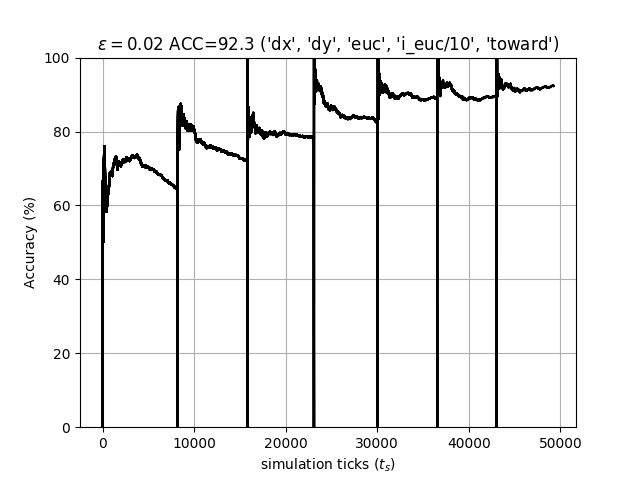 ε = 0.02 ACC=92.3 ('dx', 'dy', 'euc', 'i_euc/10', 'toward')
100
80
60
40
20
0
Accuracy (%)
0 10000 20000 30000 40000 50000
simulation ticks (tₛ)